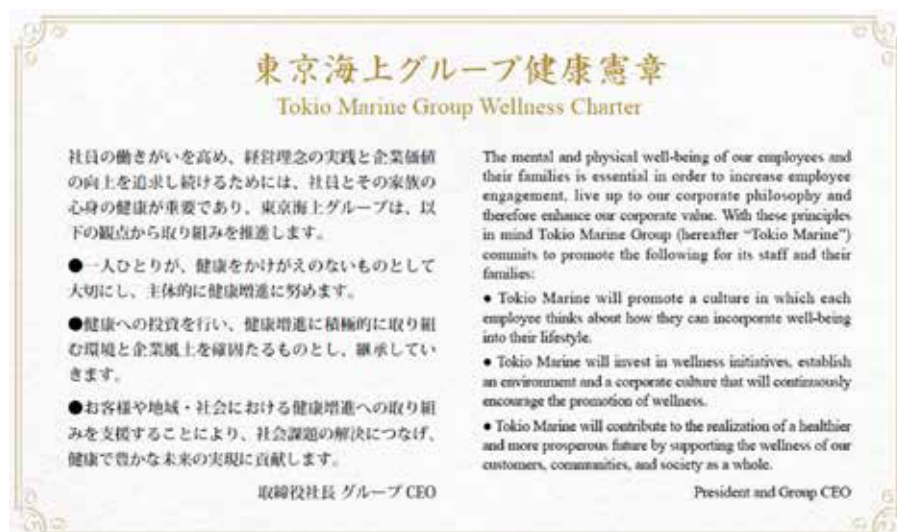 東京海上グループ健康憲章
Tokio Marine Group Wellness Charter
社員の働きがいを高め、経営理念の実践と企業価値
の向上を追求し続けるためには、社員とその家族の
心身の健康が重要であり、東京海上グループは、以
下の観点から取り組みを推進します。
●一人ひとりが、健康をかけがえのないものとして
大切にし、主体的に健康増進に努めます。
●健康への投資を行い、健康増進に積極的に取り組
む環境と企業風土を確固たるものとし、継承してい
きます。
●お客様や地域・社会における健康増進への取り組
みを支援することにより、社会課題の解決につなげ、
健康で豊かな未来の実現に貢献します。
取締役社長 グループ CEO
The mental and physical well-being of our employees and
their families is essential in order to increase employee
engagement, live up to our corporate philosophy and
therefore enhance our corporate value. With these principles
in mind Tokio Marine Group (hereafter “Tokio Marine”)
commits to promote the following for its staff and their
families:
● Tokio Marine will promote a culture in which each
employee thinks about how they can incorporate well-being
into their lifestyle.
● Tokio Marine will invest in wellness initiatives, establish
an environment and a corporate culture that will continuously
encourage the promotion of wellness.
● Tokio Marine will contribute to the realization of a healthier
and more prosperous future by supporting the wellness of our
customers, communities, and society as a whole.
President and Group CEO